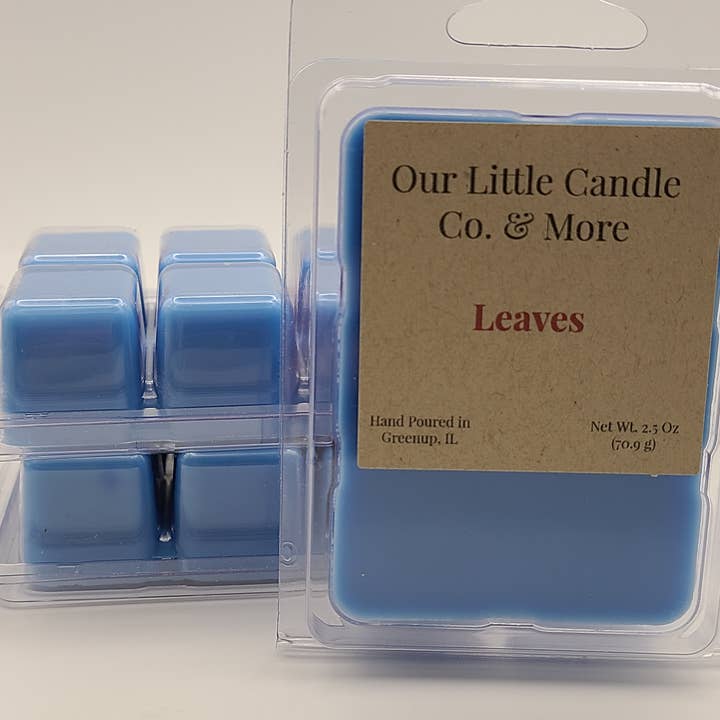 Our Little Candle
Co. & More
Leaves
Hand Poured in
Greenup, IL
Net Wt. 2.5 Oz
(70.9 g)